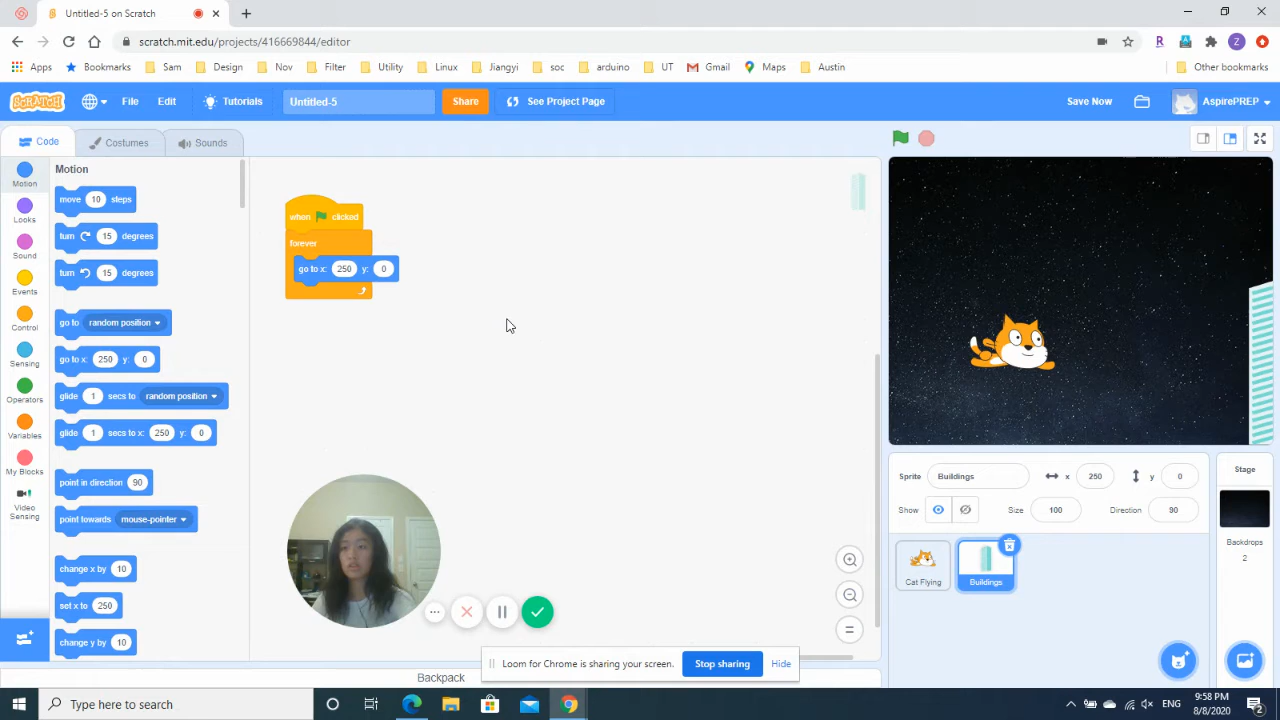 Untitled-5 on Scratch
scratch.mit.edu/projects/416669844/editor
Z
Apps Bookmarks Sam Design Nov Filter Utility Linux Jiangyi soc arduino UT Gmail Maps Austin Other bookmarks
SCRATCH File Edit Tutorials Untitled-5 Share See Project Page Save Now AspirePREP
Code Costumes Sounds
Motion
Looks
Sound
Events
Control
Sensing
Operators
Variables
My Blocks
Video Sensing
Motion
move 10 steps
turn 15 degrees
turn 15 degrees
go to random position
go to x: 250 y: 0
glide 1 secs to random position
glide 1 secs to x: 250 y: 0
point in direction 90
point towards mouse-pointer
change x by 10
set x to 250
change y by 10
when clicked
forever
go to x: 250 y: 0
Sprite Buildings x 250 y 0
Show Size 100 Direction 90
Cat Flying Buildings
Stage
Backdrops
2
Loom for Chrome is sharing your screen. Stop sharing Hide
Backpack
Type here to search
ENG
9:58 PM
8/8/2020
2